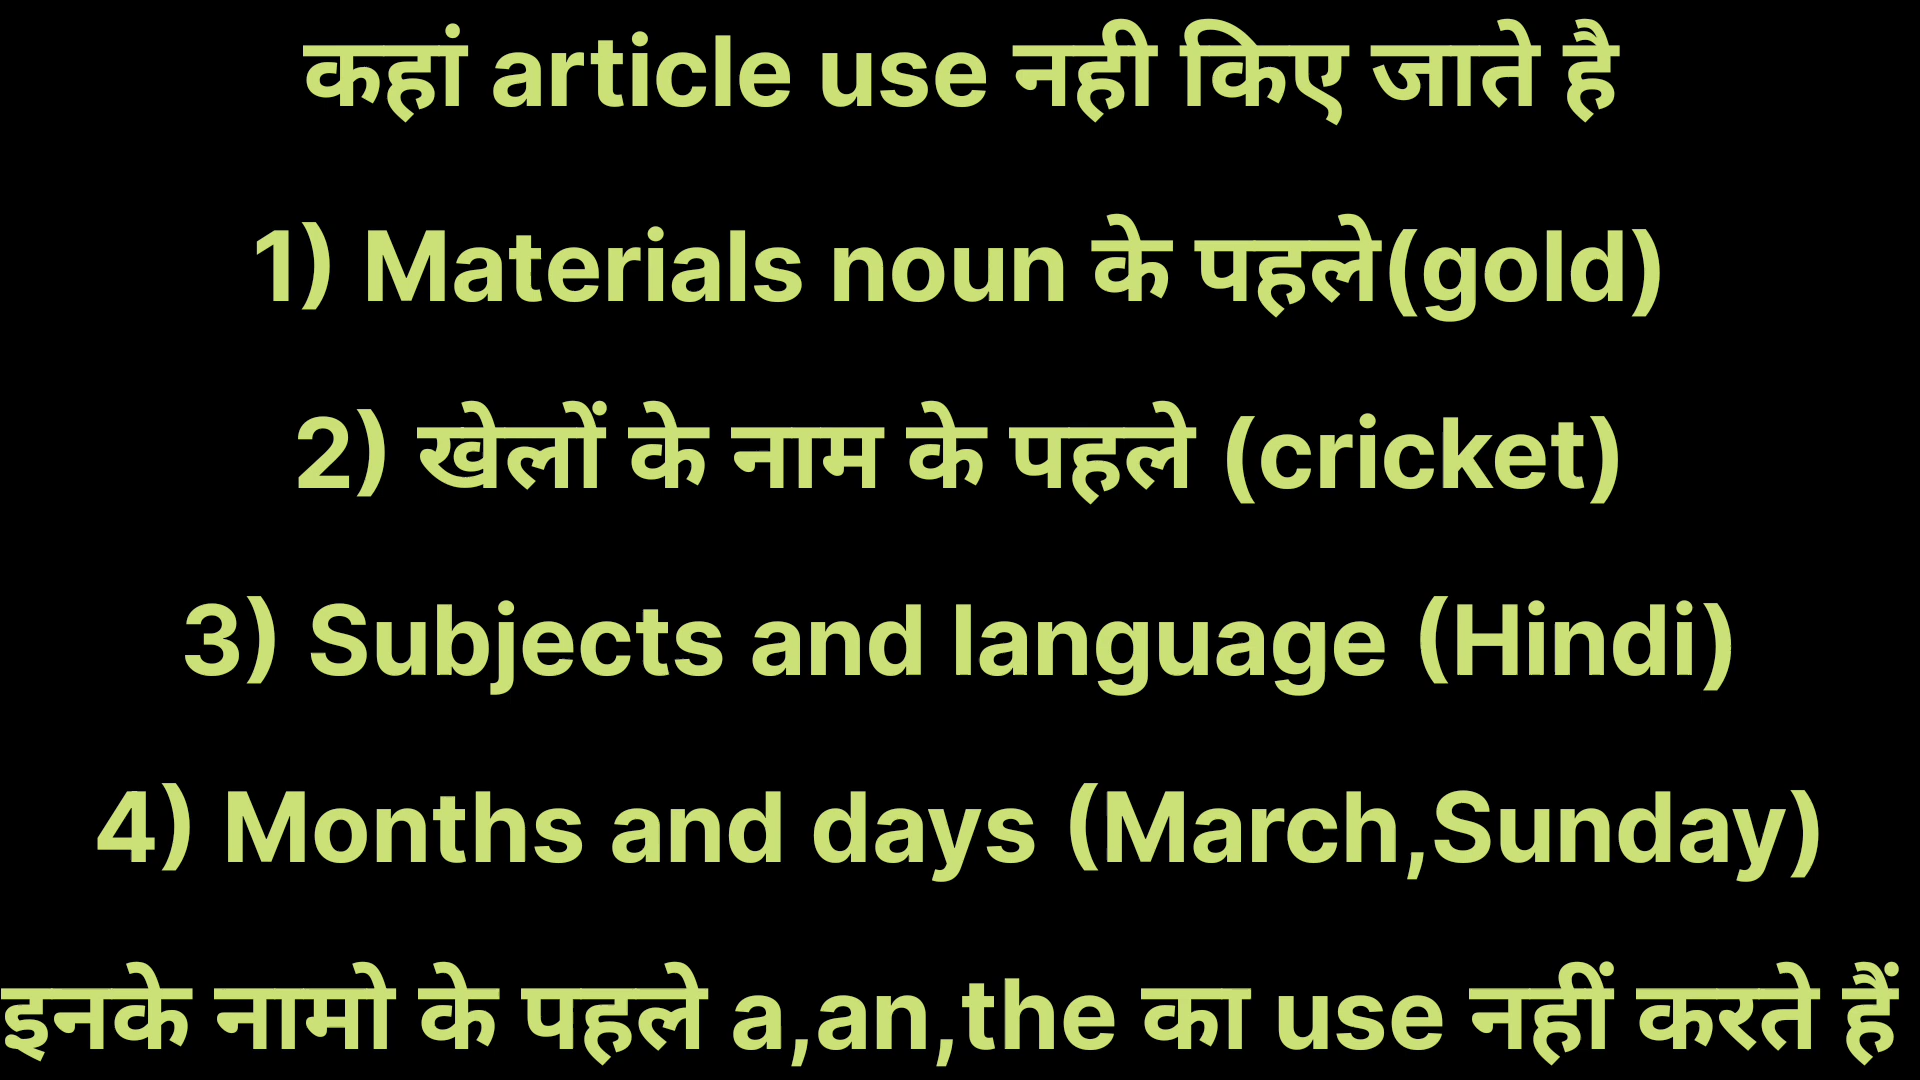 कहां article use नही किए जाते है
1) Materials noun के पहले(gold)
2) खेलों के नाम के पहले (cricket)
3) Subjects and language (Hindi)
4) Months and days (March,Sunday)
इनके नामो के पहले a,an,the का use नहीं करते हैं